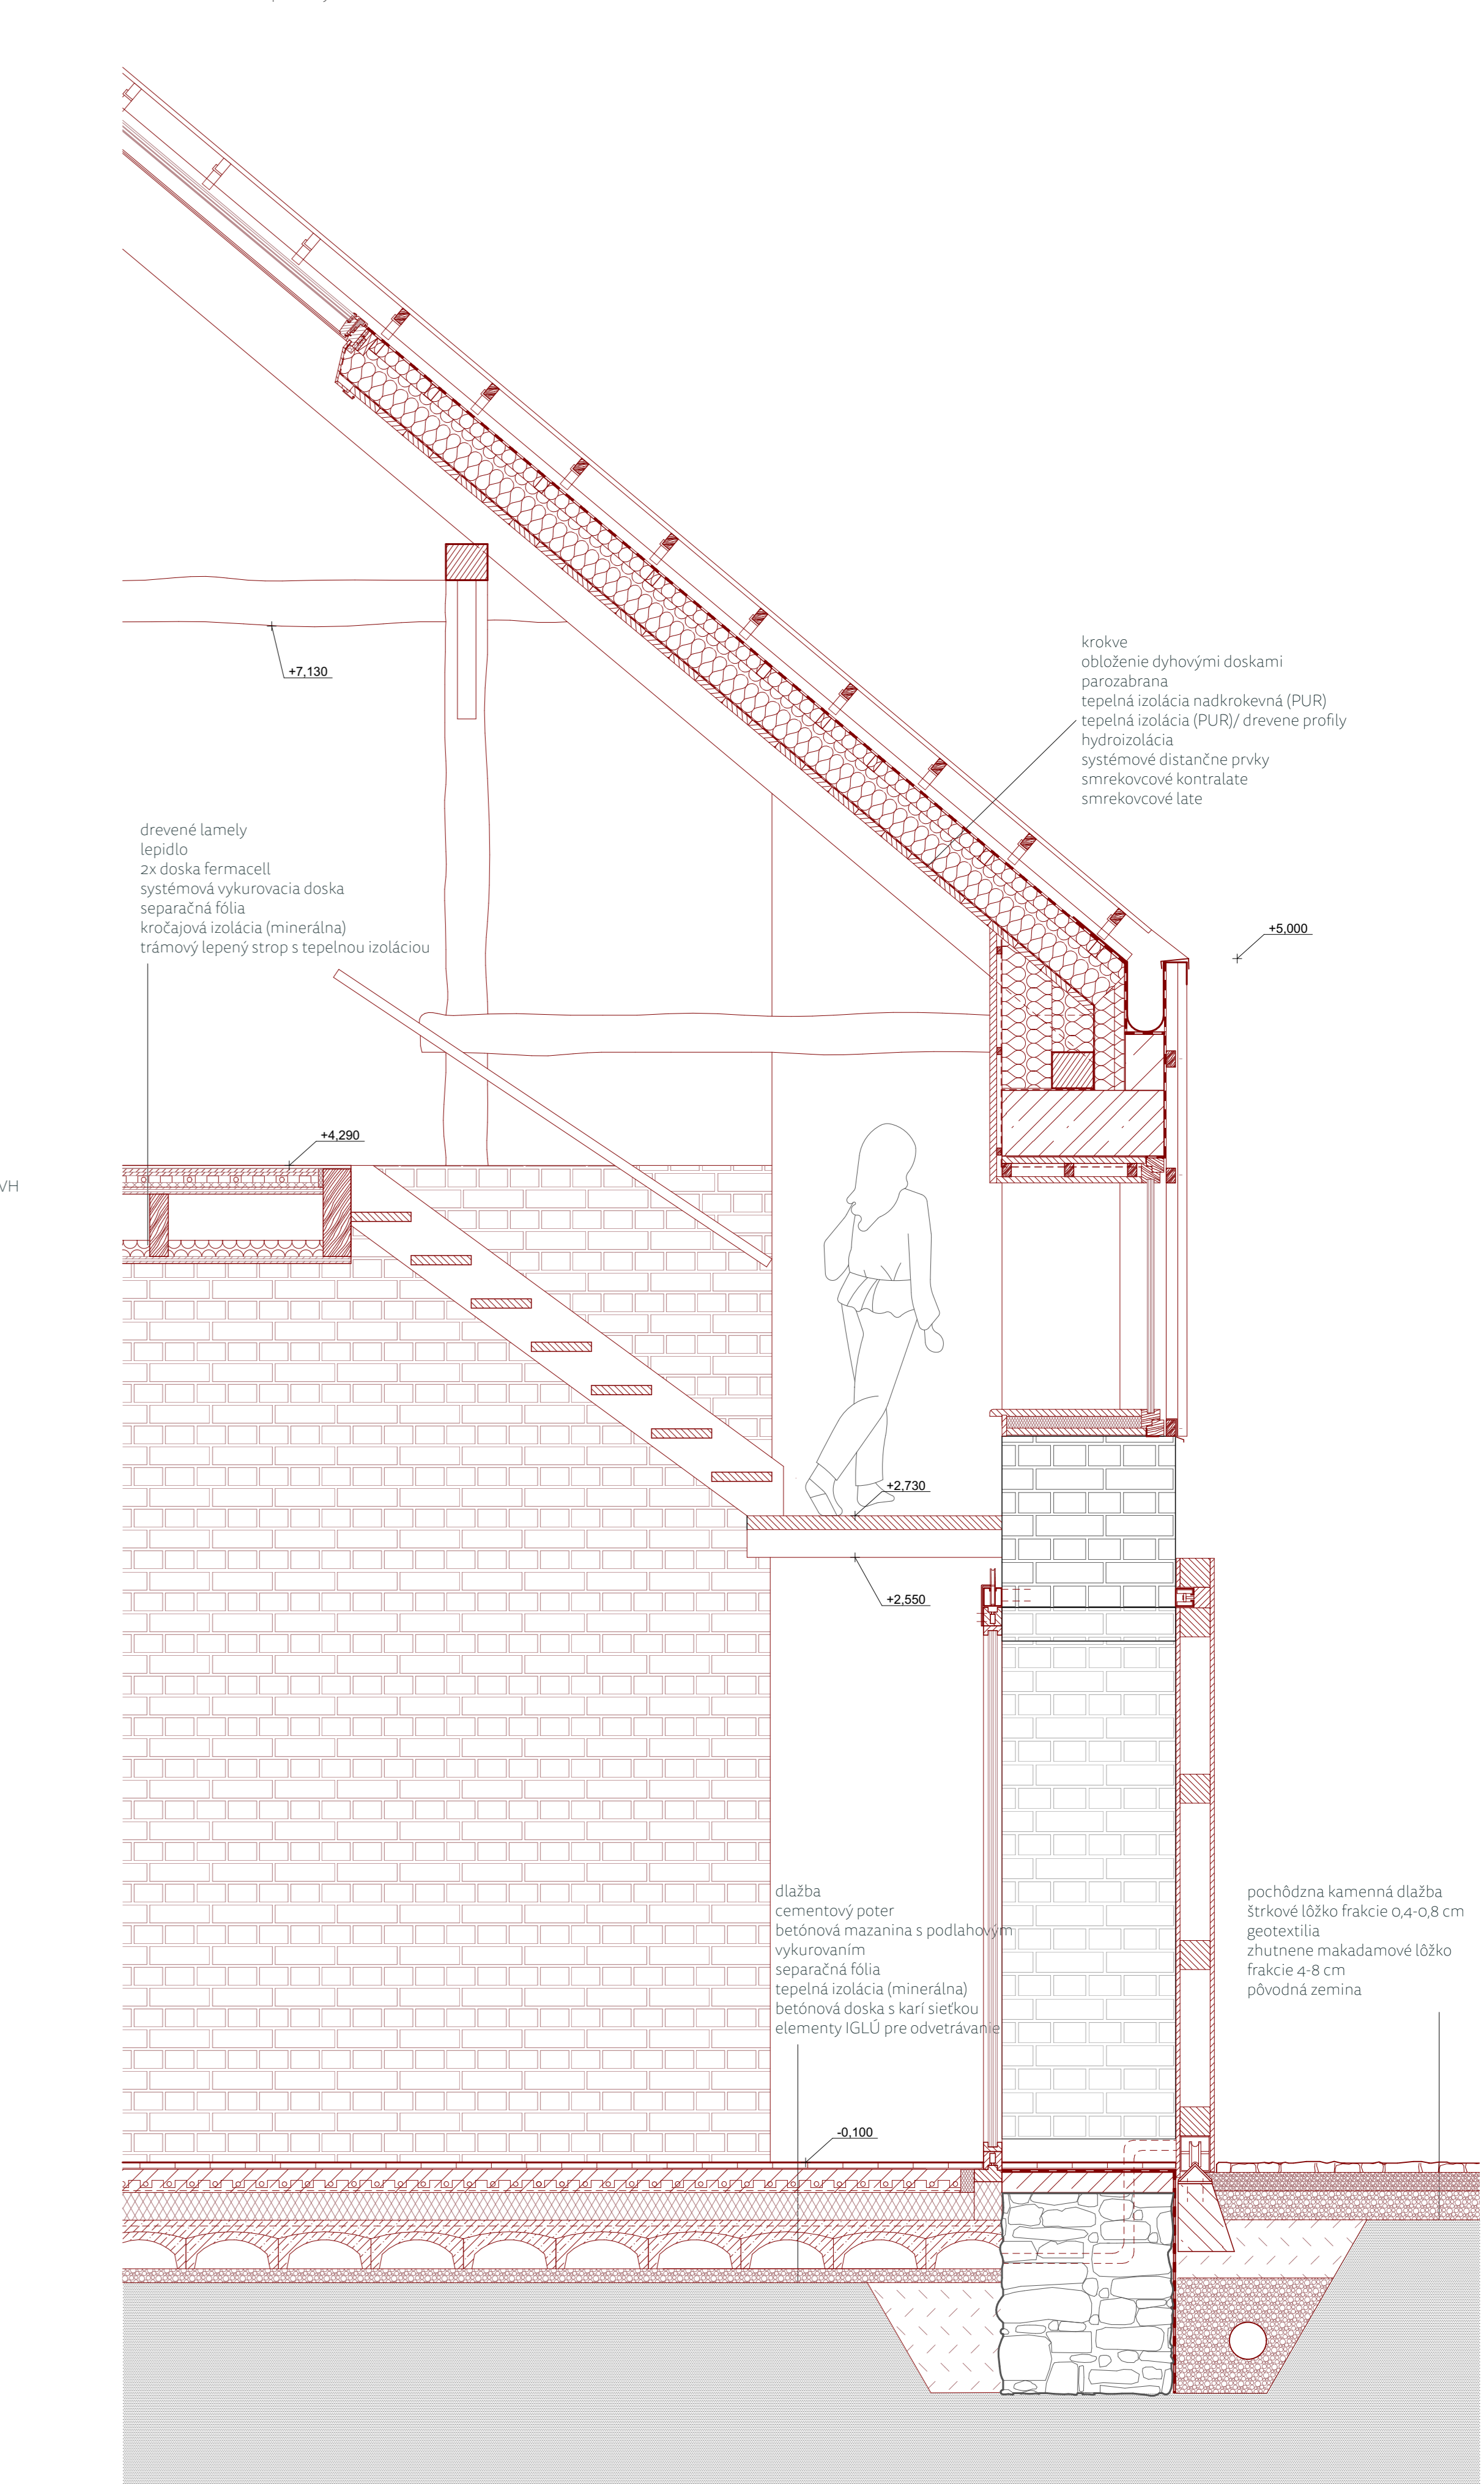 krokve
obloženie dyhovými doskami
parozabrana
tepelná izolácia nadkrokevná (PUR)
tepelná izolácia (PUR)/ drevene profily
hydroizolácia
systémové distančne prvky
smrekovcové kontralate
smrekovcové late
+7,130
drevené lamely
lepidlo
2x doska fermacell
systémová vykurovacia doska
separačná fólia
kročajová izolácia (minerálna)
trámový lepený strop s tepelnou izoláciou
+5,000
+4,290
VH
+2,730
+2,550
dlažba
cementový poter
betónová mazanina s podlahovým
vykurovaním
separačná fólia
tepelná izolácia (minerálna)
betónová doska s karí sieťkou
elementy IGLÚ pre odvetrávanie
pochôdzna kamenná dlažba
štrkové lôžko frakcie 0,4-0,8 cm
geotextilia
zhutnene makadamové lôžko
frakcie 4-8 cm
pôvodná zemina
-0,100